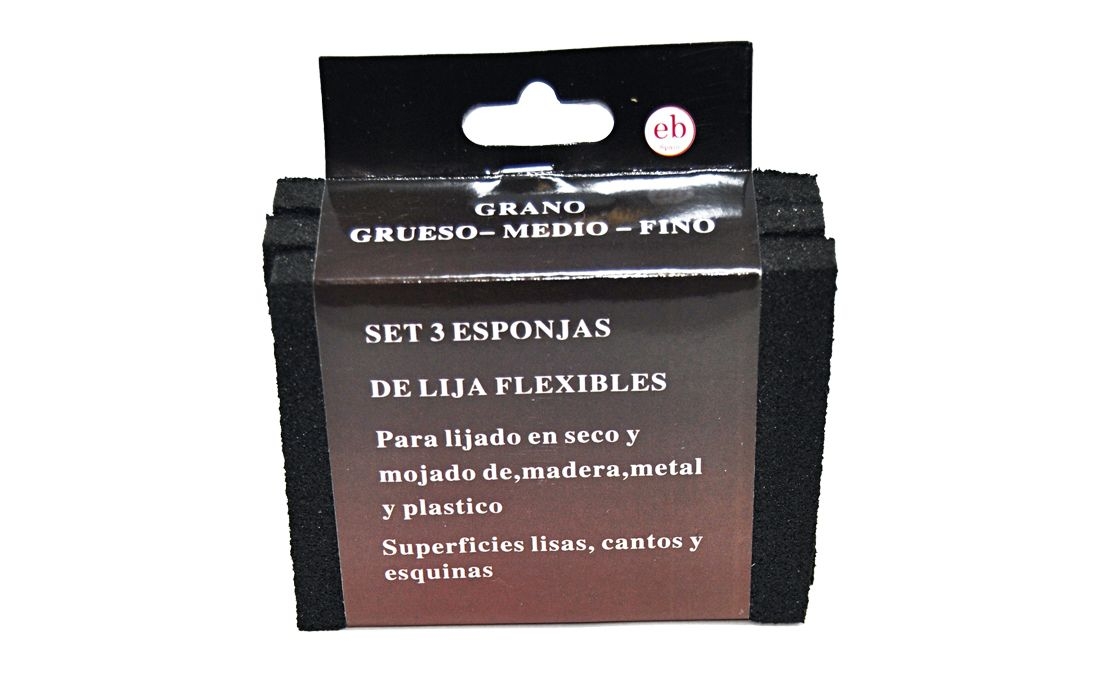 eb
Spain
GRANO
GRUESO– MEDIO – FINO
SET 3 ESPONJAS
DE LIJA FLEXIBLES
Para lijado en seco y
mojado de,madera,metal
y plastico
Superficies lisas, cantos y
esquinas